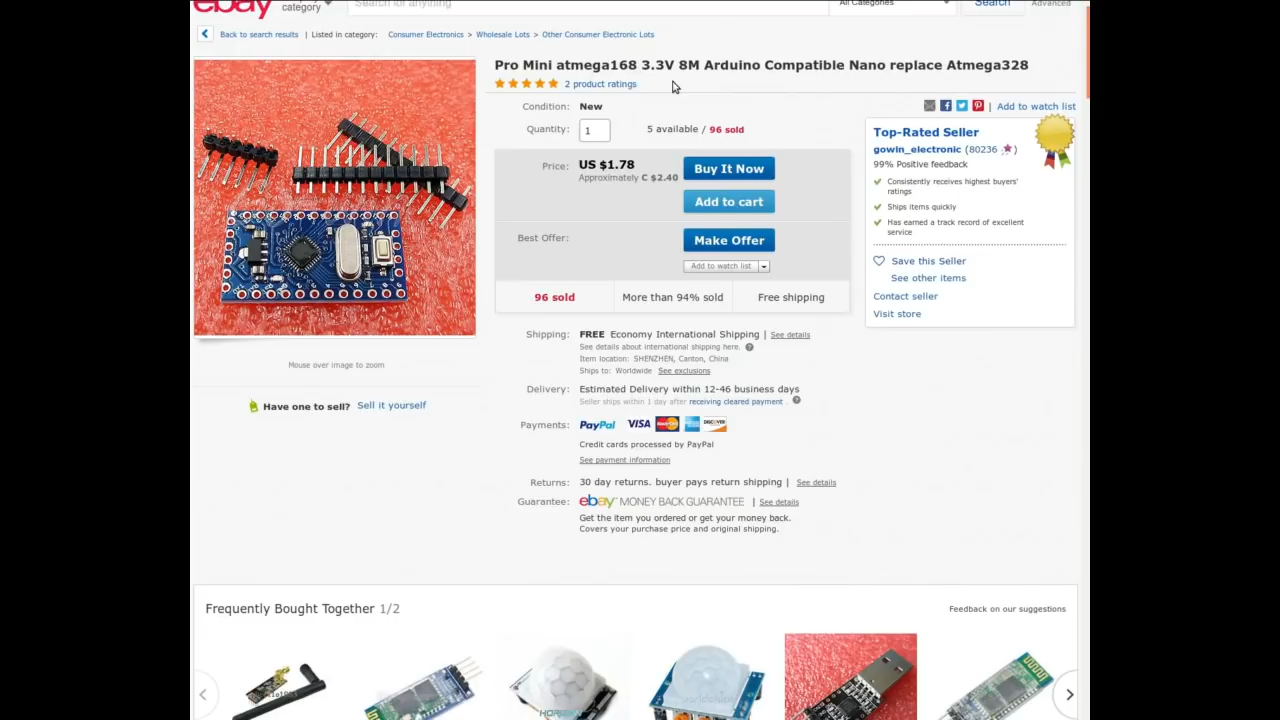 ebay
category
Search for anything
All Categories
Search
Advanced
Back to search results | Listed in category: Consumer Electronics > Wholesale Lots > Other Consumer Electronic Lots
Pro Mini atmega168 3.3V 8M Arduino Compatible Nano replace Atmega328
2 product ratings
Condition: New
| Add to watch list
Quantity: 1 5 available / 96 sold
Price: US $1.78
Approximately C $2.40
Buy It Now
Add to cart
Best Offer:
Make Offer
Add to watch list
96 sold
More than 94% sold
Free shipping
Top-Rated Seller
gowin_electronic (80236 )
99% Positive feedback
Consistently receives highest buyers'
ratings
Ships items quickly
Has earned a track record of excellent
service
Save this Seller
See other items
Contact seller
Visit store
Shipping: FREE Economy International Shipping | See details
See details about international shipping here.
Item location: SHENZHEN, Canton, China
Ships to: Worldwide See exclusions
Delivery: Estimated Delivery within 12-46 business days
Seller ships within 1 day after receiving cleared payment .
Payments: PayPal VISA MasterCard DISCOVER
Credit cards processed by PayPal
See payment information
Returns: 30 day returns. buyer pays return shipping | See details
Guarantee: ebay MONEY BACK GUARANTEE | See details
Get the item you ordered or get your money back.
Covers your purchase price and original shipping.
Mouse over image to zoom
Have one to sell? Sell it yourself
Frequently Bought Together 1/2
Feedback on our suggestions